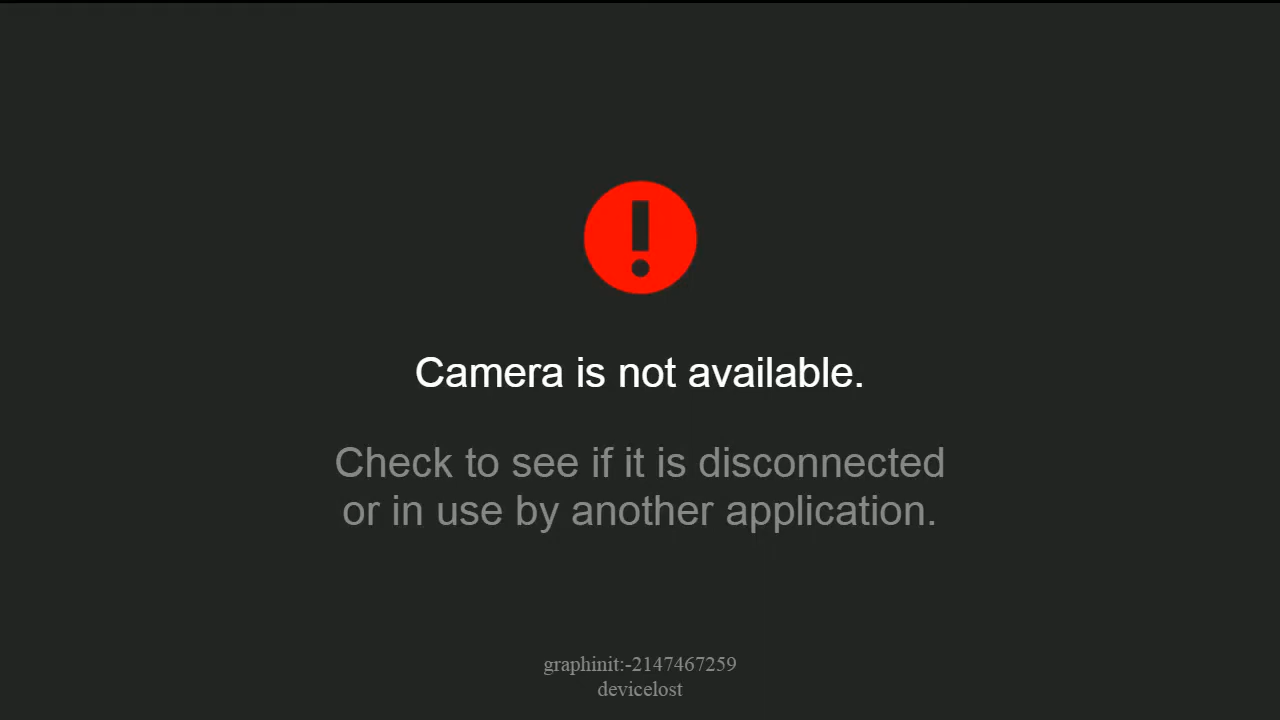 Camera is not available.
Check to see if it is disconnected
or in use by another application.
graphinit:-2147467259
devicelost